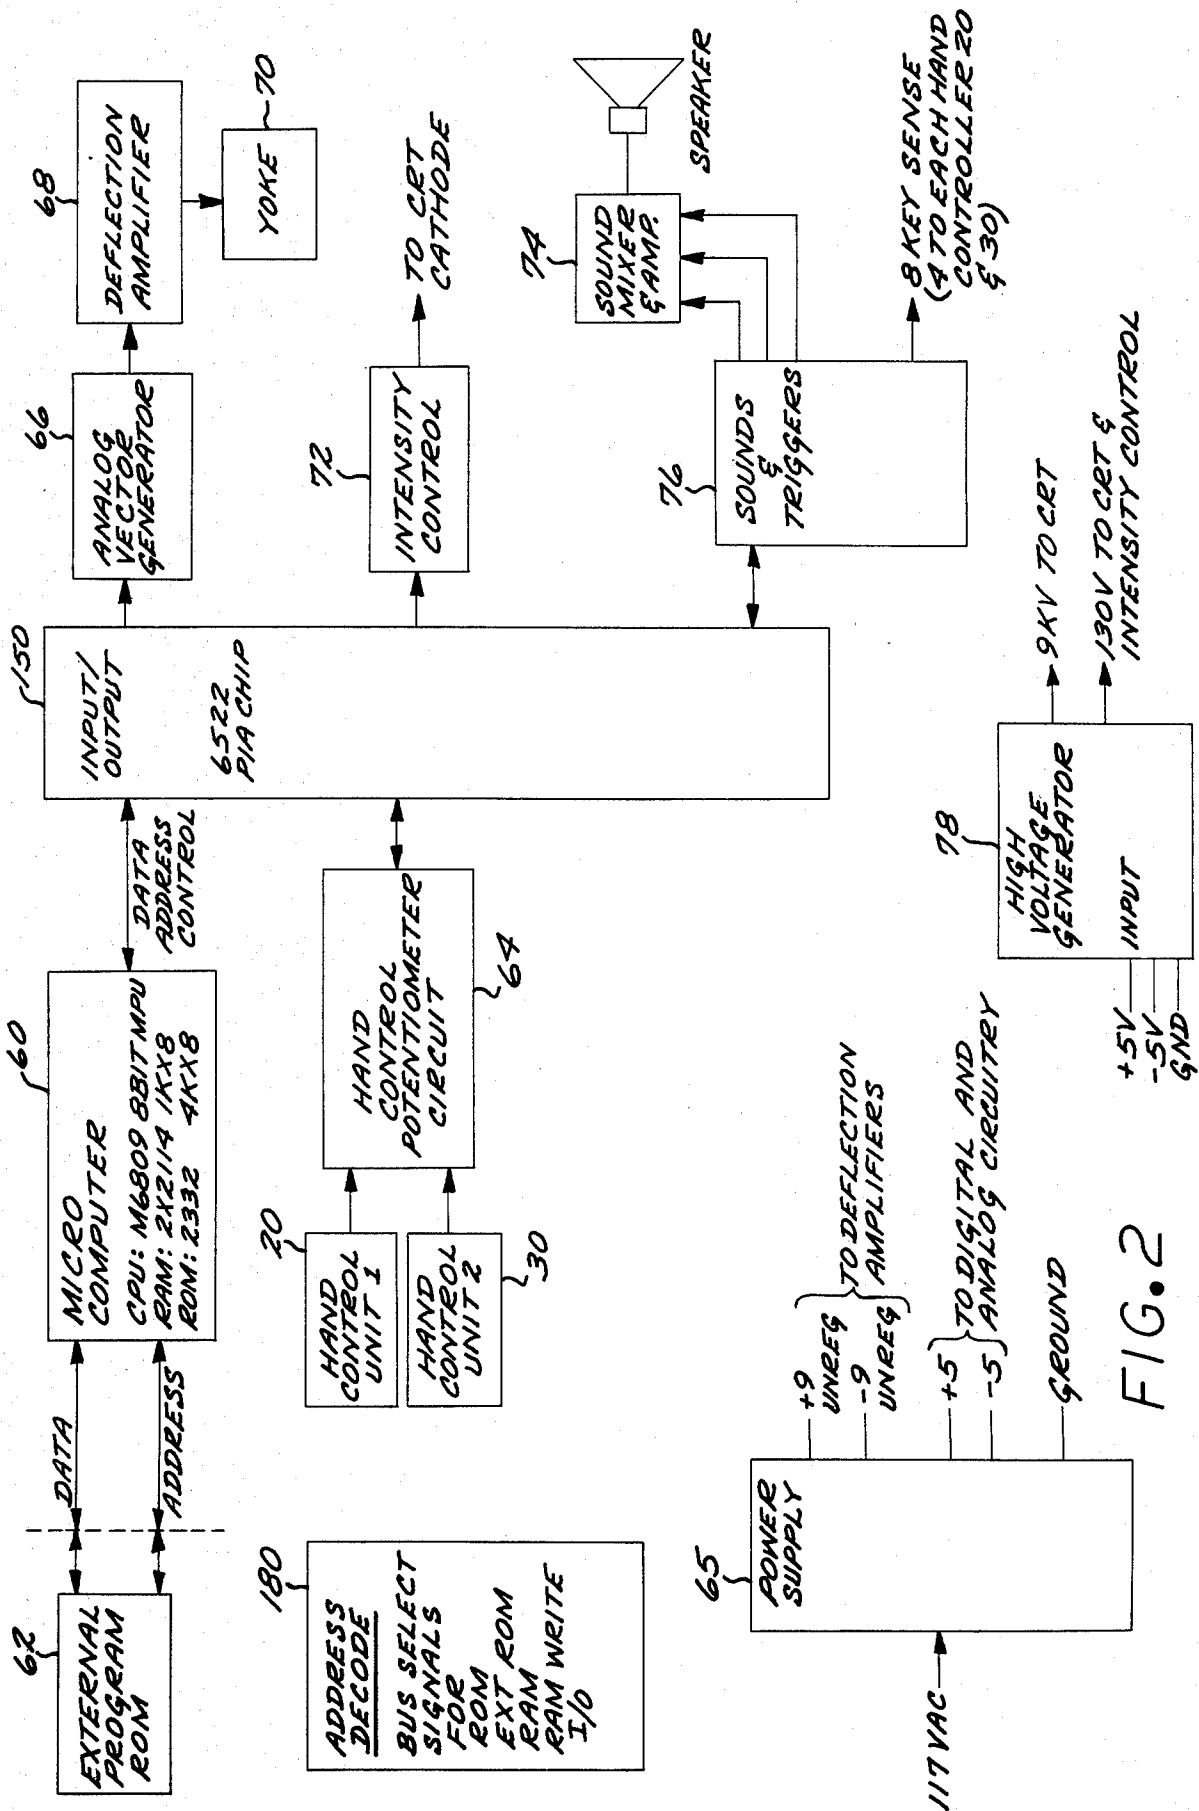 62
EXTERNAL
PROGRAM
ROM
DATA
ADDRESS
60
MICRO
COMPUTER
CPU: M6809 8BIT MPU
RAM: 2X2114 1KX8
ROM: 2332 4KX8
DATA
ADDRESS
CONTROL
150
INPUT/
OUTPUT
6522
PIA CHIP
66
ANALOG
VECTOR
GENERATOR
68
DEFLECTION
AMPLIFIER
YOKE
70
72
INTENSITY
CONTROL
TO CRT
CATHODE
180
ADDRESS
DECODE
BUS SELECT
SIGNALS
FOR
ROM
EXT ROM
RAM
RAM WRITE
I/O
20
HAND
CONTROL
UNIT 1
HAND
CONTROL
UNIT 2
30
HAND
CONTROL
POTENTIOMETER
CIRCUIT
64
74
SOUND
MIXER
& AMP.
SPEAKER
76
SOUNDS
&
TRIGGERS
8 KEY SENSE
(4 TO EACH HAND
CONTROLLER 20
& 30)
117 VAC
65
POWER
SUPPLY
+9
UNREG
-9
UNREG
TO DEFLECTION
AMPLIFIERS
+5
-5
TO DIGITAL AND
ANALOG CIRCUITRY
GROUND
78
HIGH
VOLTAGE
GENERATOR
INPUT
+5V
-5V
GND
9KV TO CRT
130V TO CRT &
INTENSITY CONTROL
FIG. 2